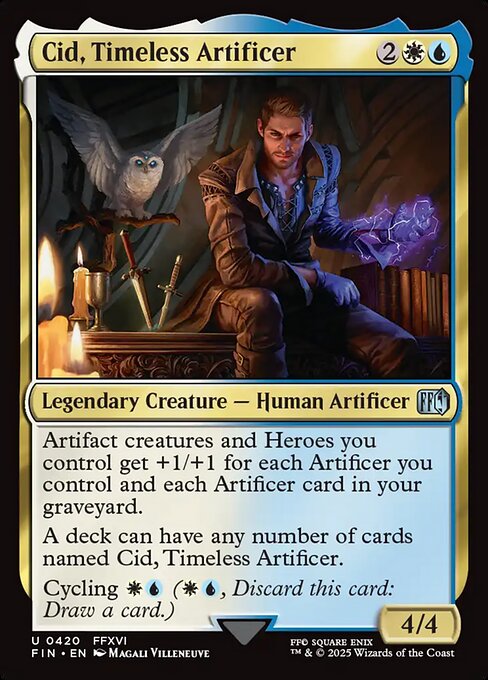 Cid, Timeless Artificer 2
FF
Legendary Creature — Human Artificer
Artifact creatures and Heroes you
control get +1/+1 for each Artificer you
control and each Artificer card in your
graveyard.
A deck can have any number of cards
named Cid, Timeless Artificer.
Cycling (, Discard this card:
Draw a card.)
4/4
U 0420 FFXVI
FIN • EN MAGALI VILLENEUVE
FF© SQUARE ENIX
™ & © 2025 Wizards of the Coast